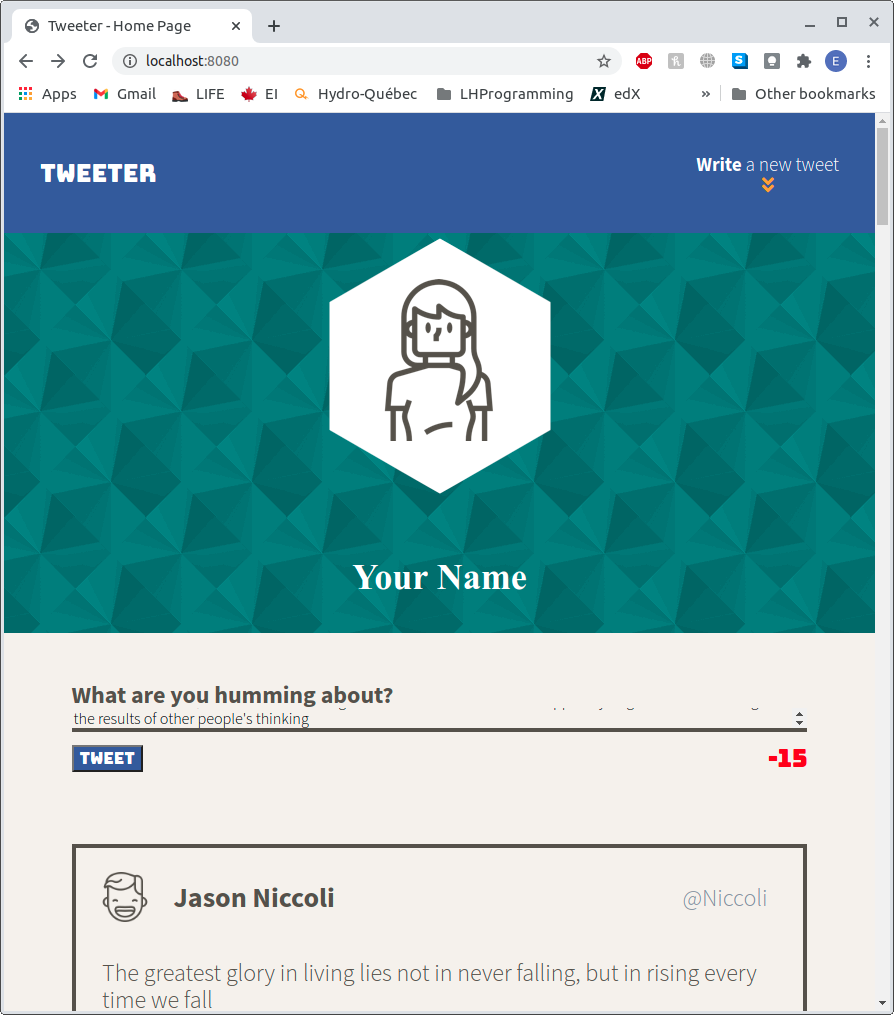 Tweeter - Home Page
localhost:8080
ABP
S
E
Apps
Gmail
LIFE
EI
Hydro-Québec
LHProgramming
X
edX
»
Other bookmarks
TWEETER
Write a new tweet
Your Name
What are you humming about?
the results of other people's thinking
TWEET
-15
Jason Niccoli
@Niccoli
The greatest glory in living lies not in never falling, but in rising every
time we fall